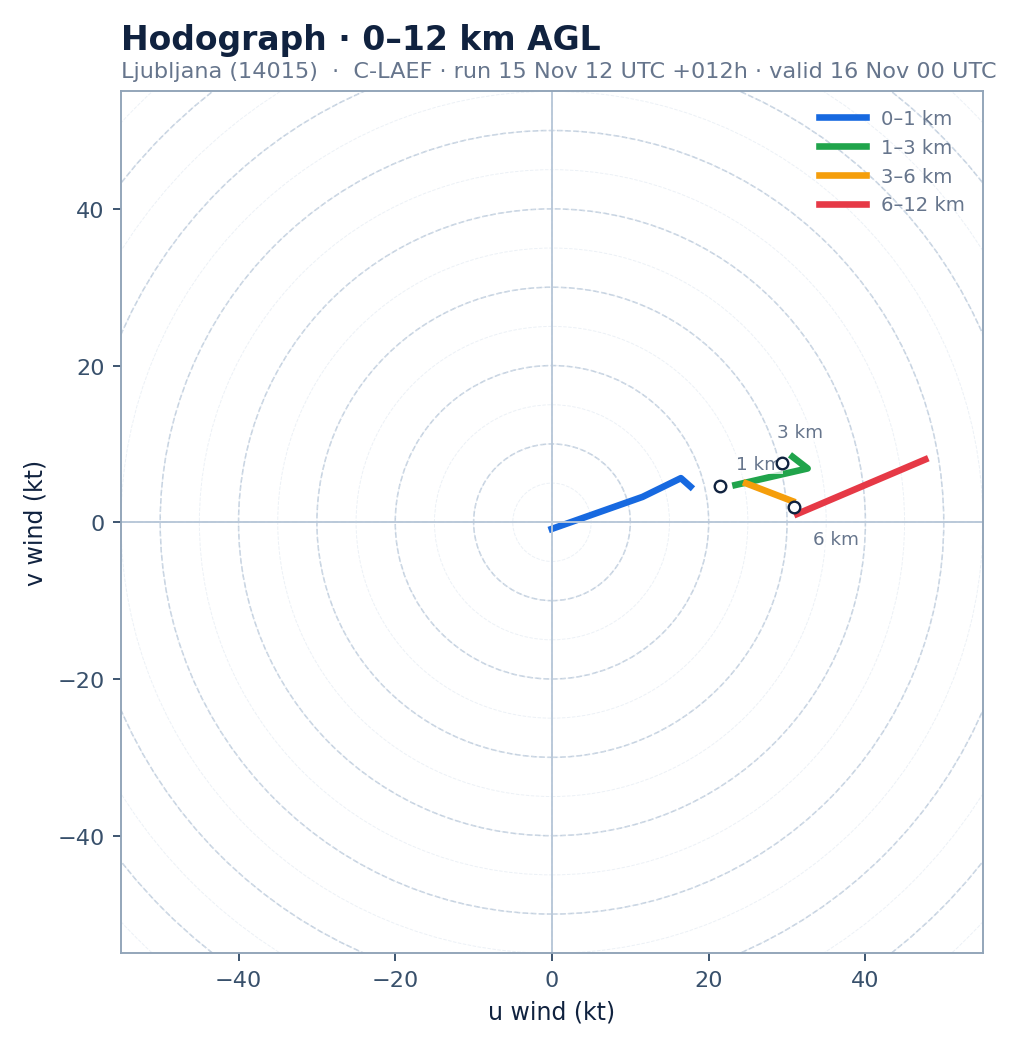 Hodograph · 0–12 km AGL
Ljubljana (14015)  ·  C-LAEF · run 15 Nov 12 UTC +012h · valid 16 Nov 00 UTC
0–1 km
1–3 km
3–6 km
6–12 km
40
20
0
−20
−40
v wind (kt)
3 km
1 km
6 km
−40
−20
0
20
40
u wind (kt)